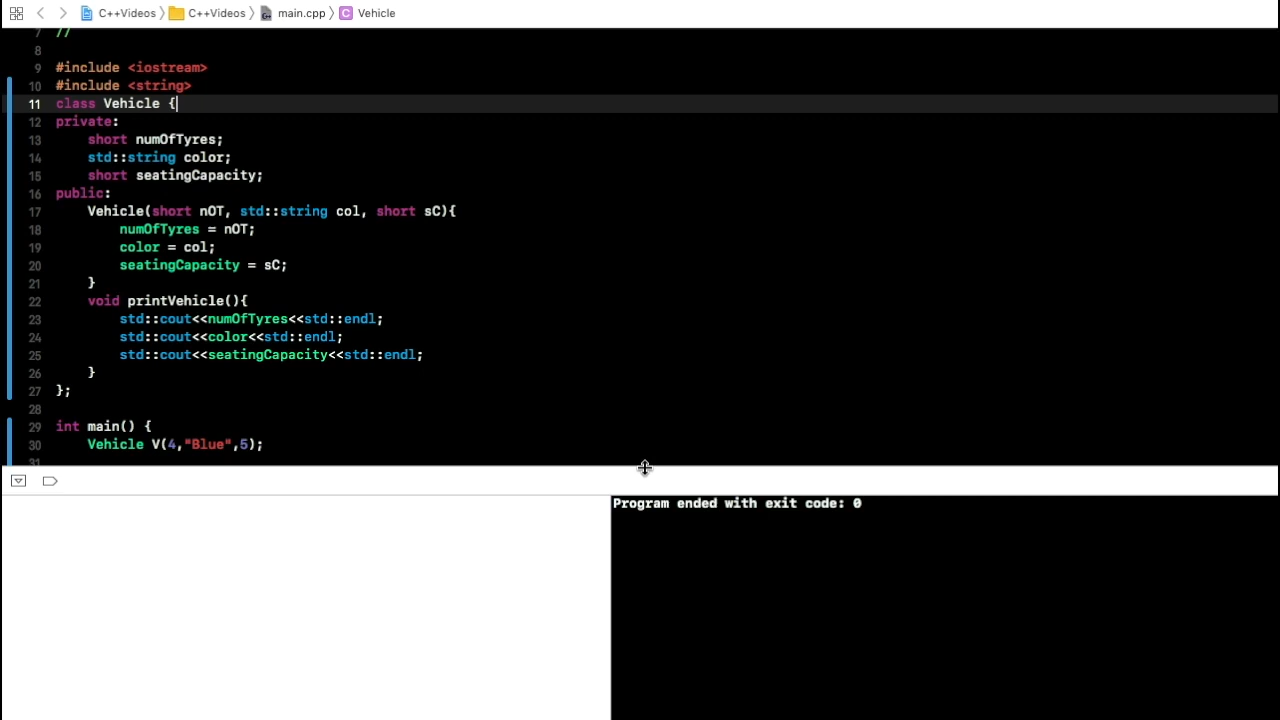 C++Videos 〉 C++Videos 〉 main.cpp 〉 C Vehicle
7 //
8
9 #include <iostream>
10 #include <string>
11 class Vehicle {
12 private:
13 short numOfTyres;
14 std::string color;
15 short seatingCapacity;
16 public:
17 Vehicle(short nOT, std::string col, short sC){
18 numOfTyres = nOT;
19 color = col;
20 seatingCapacity = sC;
21 }
22 void printVehicle(){
23 std::cout<<numOfTyres<<std::endl;
24 std::cout<<color<<std::endl;
25 std::cout<<seatingCapacity<<std::endl;
26 }
27 };
28
29 int main() {
30 Vehicle V(4,"Blue",5);
31
Program ended with exit code: 0